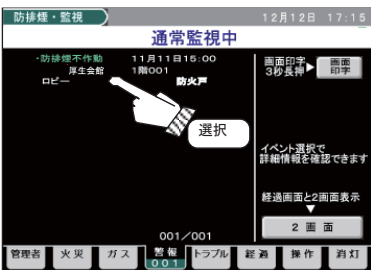 防排煙・監視 12月12日 17:15
通常監視中
・防排煙不作動 11月11日15:00
厚生会館 1階001
ロビー 防火戸
選択
画面印字 3秒長押▶ 画面印字
イベント選択で
詳細情報を確認できます
経過画面と2画面表示
▼
2 画 面
001/001
管理者 火災 ガス 警報 001 トラブル 経過 操作 消灯